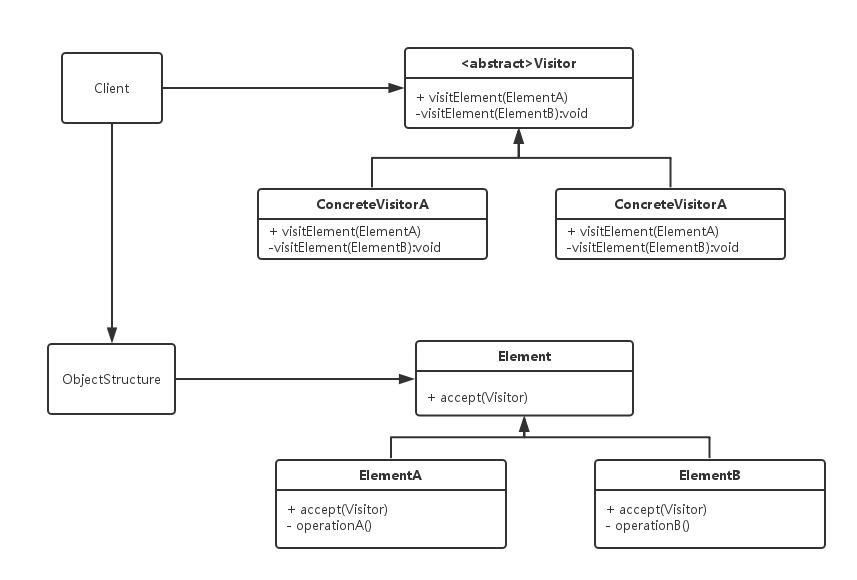 Client
<abstract>Visitor
+ visitElement(ElementA)
-visitElement(ElementB):void
ConcreteVisitorA
+ visitElement(ElementA)
-visitElement(ElementB):void
ConcreteVisitorA
+ visitElement(ElementA)
-visitElement(ElementB):void
ObjectStructure
Element
+ accept(Visitor)
ElementA
+ accept(Visitor)
- operationA()
ElementB
+ accept(Visitor)
- operationB()